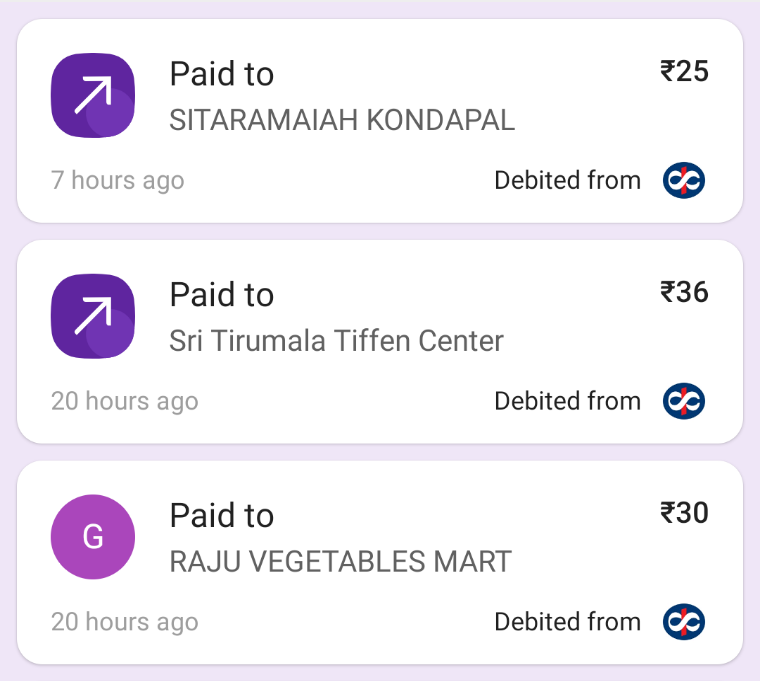 Paid to
₹25
SITARAMAIAH KONDAPAL
7 hours ago
Debited from
Paid to
₹36
Sri Tirumala Tiffen Center
20 hours ago
Debited from
G
Paid to
₹30
RAJU VEGETABLES MART
20 hours ago
Debited from